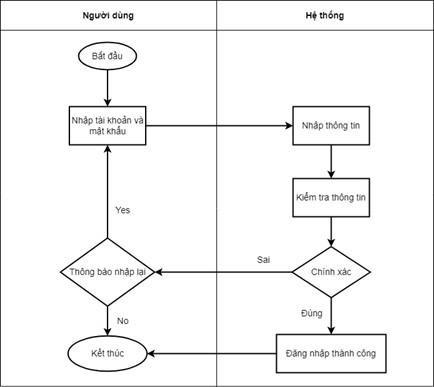 Người dùng
Hệ thống
Bắt đầu
Nhập tài khoản và
mật khẩu
Nhập thông tin
Kiểm tra thông tin
Yes
Sai
Thông báo nhập lại
Chính xác
No
Đúng
Kết thúc
Đăng nhập thành công